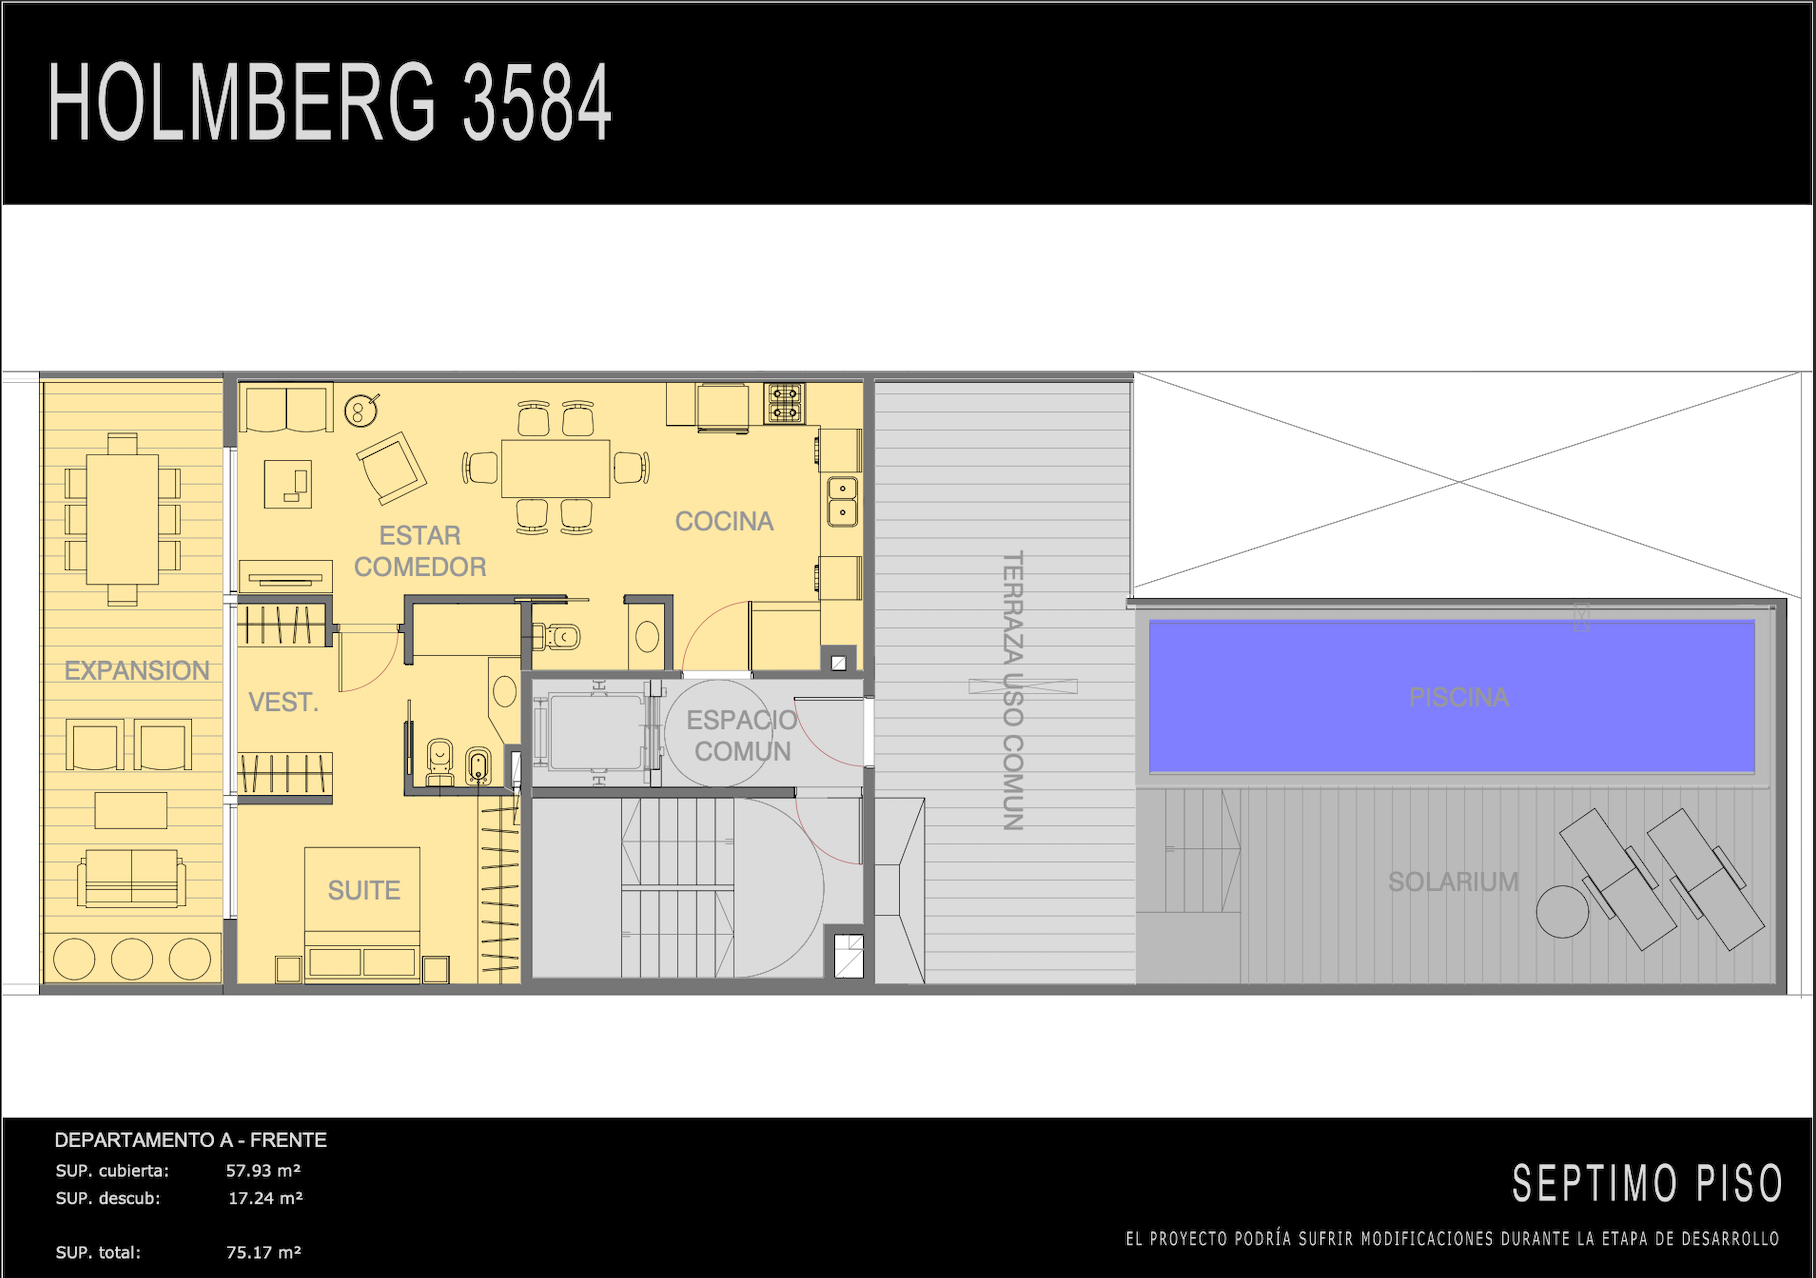 HOLMBERG 3584
ESTAR
COMEDOR
COCINA
EXPANSION
VEST.
ESPACIO
COMUN
TERRAZA USO COMUN
PISCINA
SUITE
SOLARIUM
DEPARTAMENTO A - FRENTE
SUP. cubierta: 57.93 m²
SUP. descub: 17.24 m²
SUP. total: 75.17 m²
SEPTIMO PISO
EL PROYECTO PODRÍA SUFRIR MODIFICACIONES DURANTE LA ETAPA DE DESARROLLO